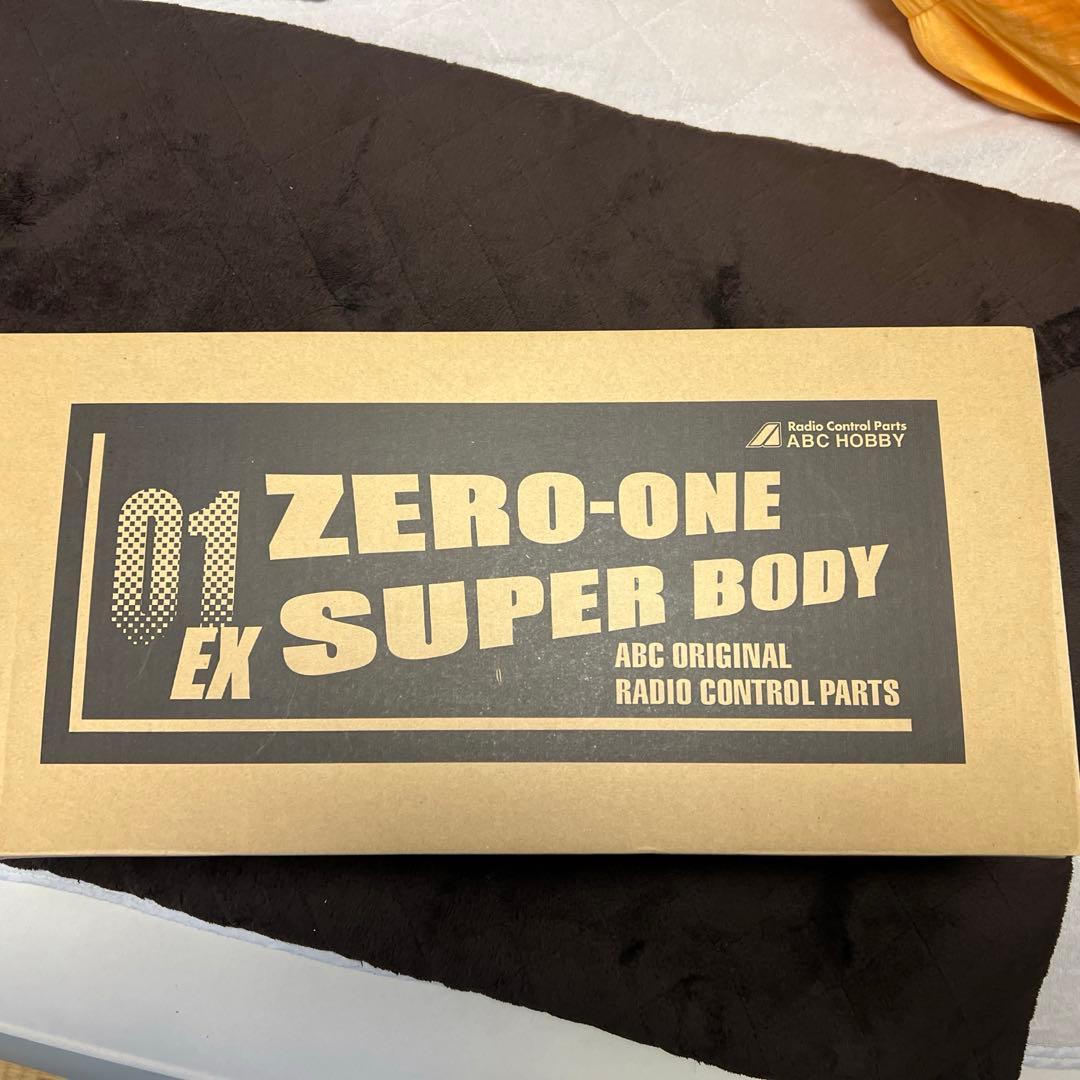 Radio Control Parts
ABC HOBBY
01
EX
ZERO-ONE
SUPER BODY
ABC ORIGINAL
RADIO CONTROL PARTS